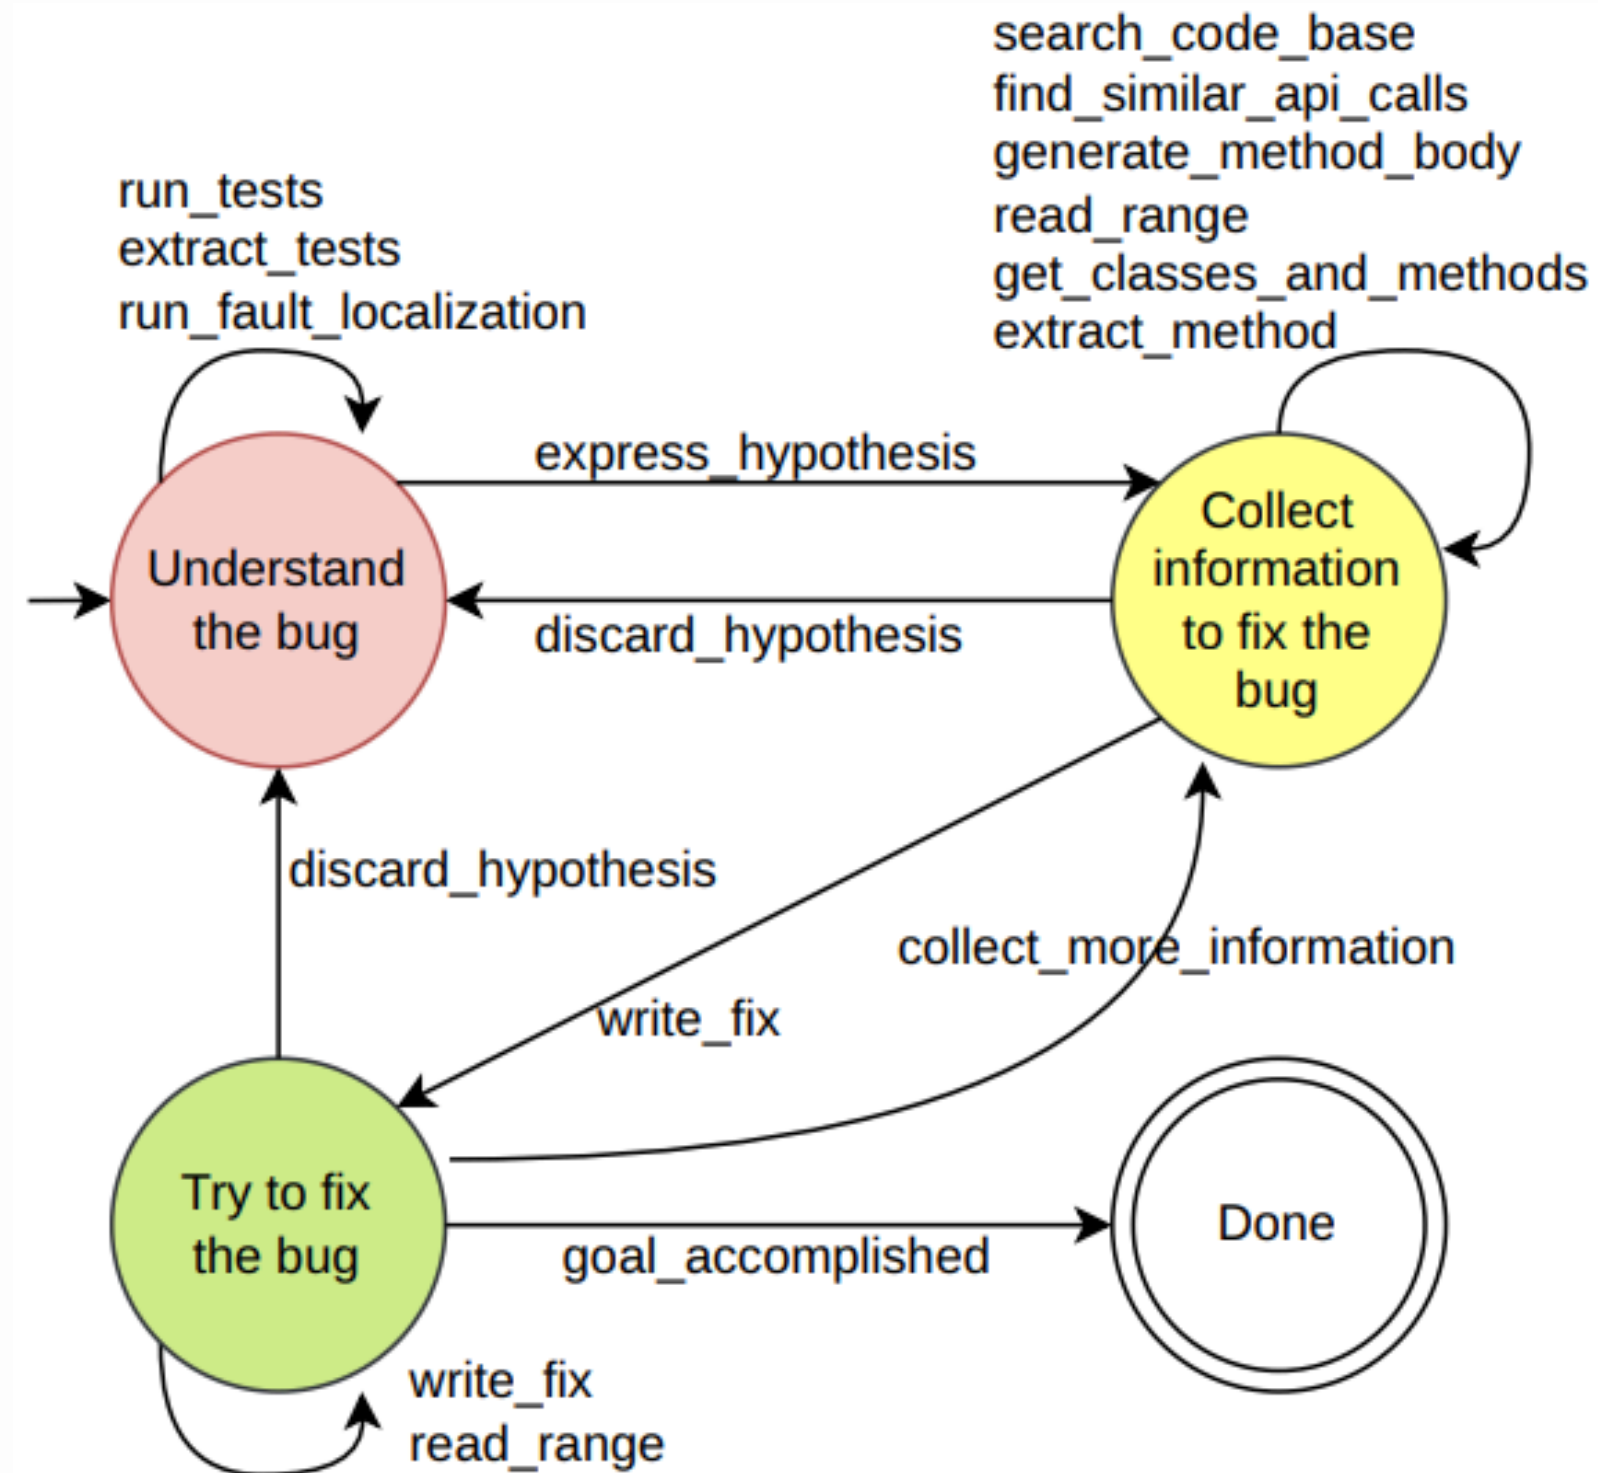 search_code_base
find_similar_api_calls
generate_method_body
read_range
get_classes_and_methods
extract_method
run_tests
extract_tests
run_fault_localization
express_hypothesis
Understand
the bug
Collect
information
to fix the
bug
discard_hypothesis
discard_hypothesis
collect_more_information
write_fix
Try to fix
the bug
Done
goal_accomplished
write_fix
read_range